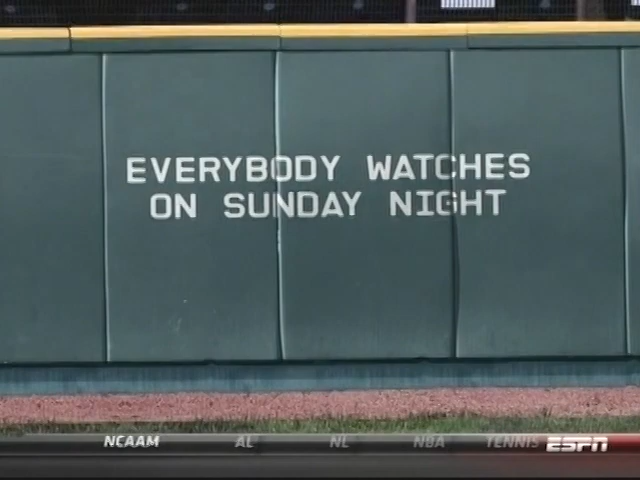 EVERYBODY WATCHES
ON SUNDAY NIGHT
NCAAM AL NL NBA TENNIS ESPN